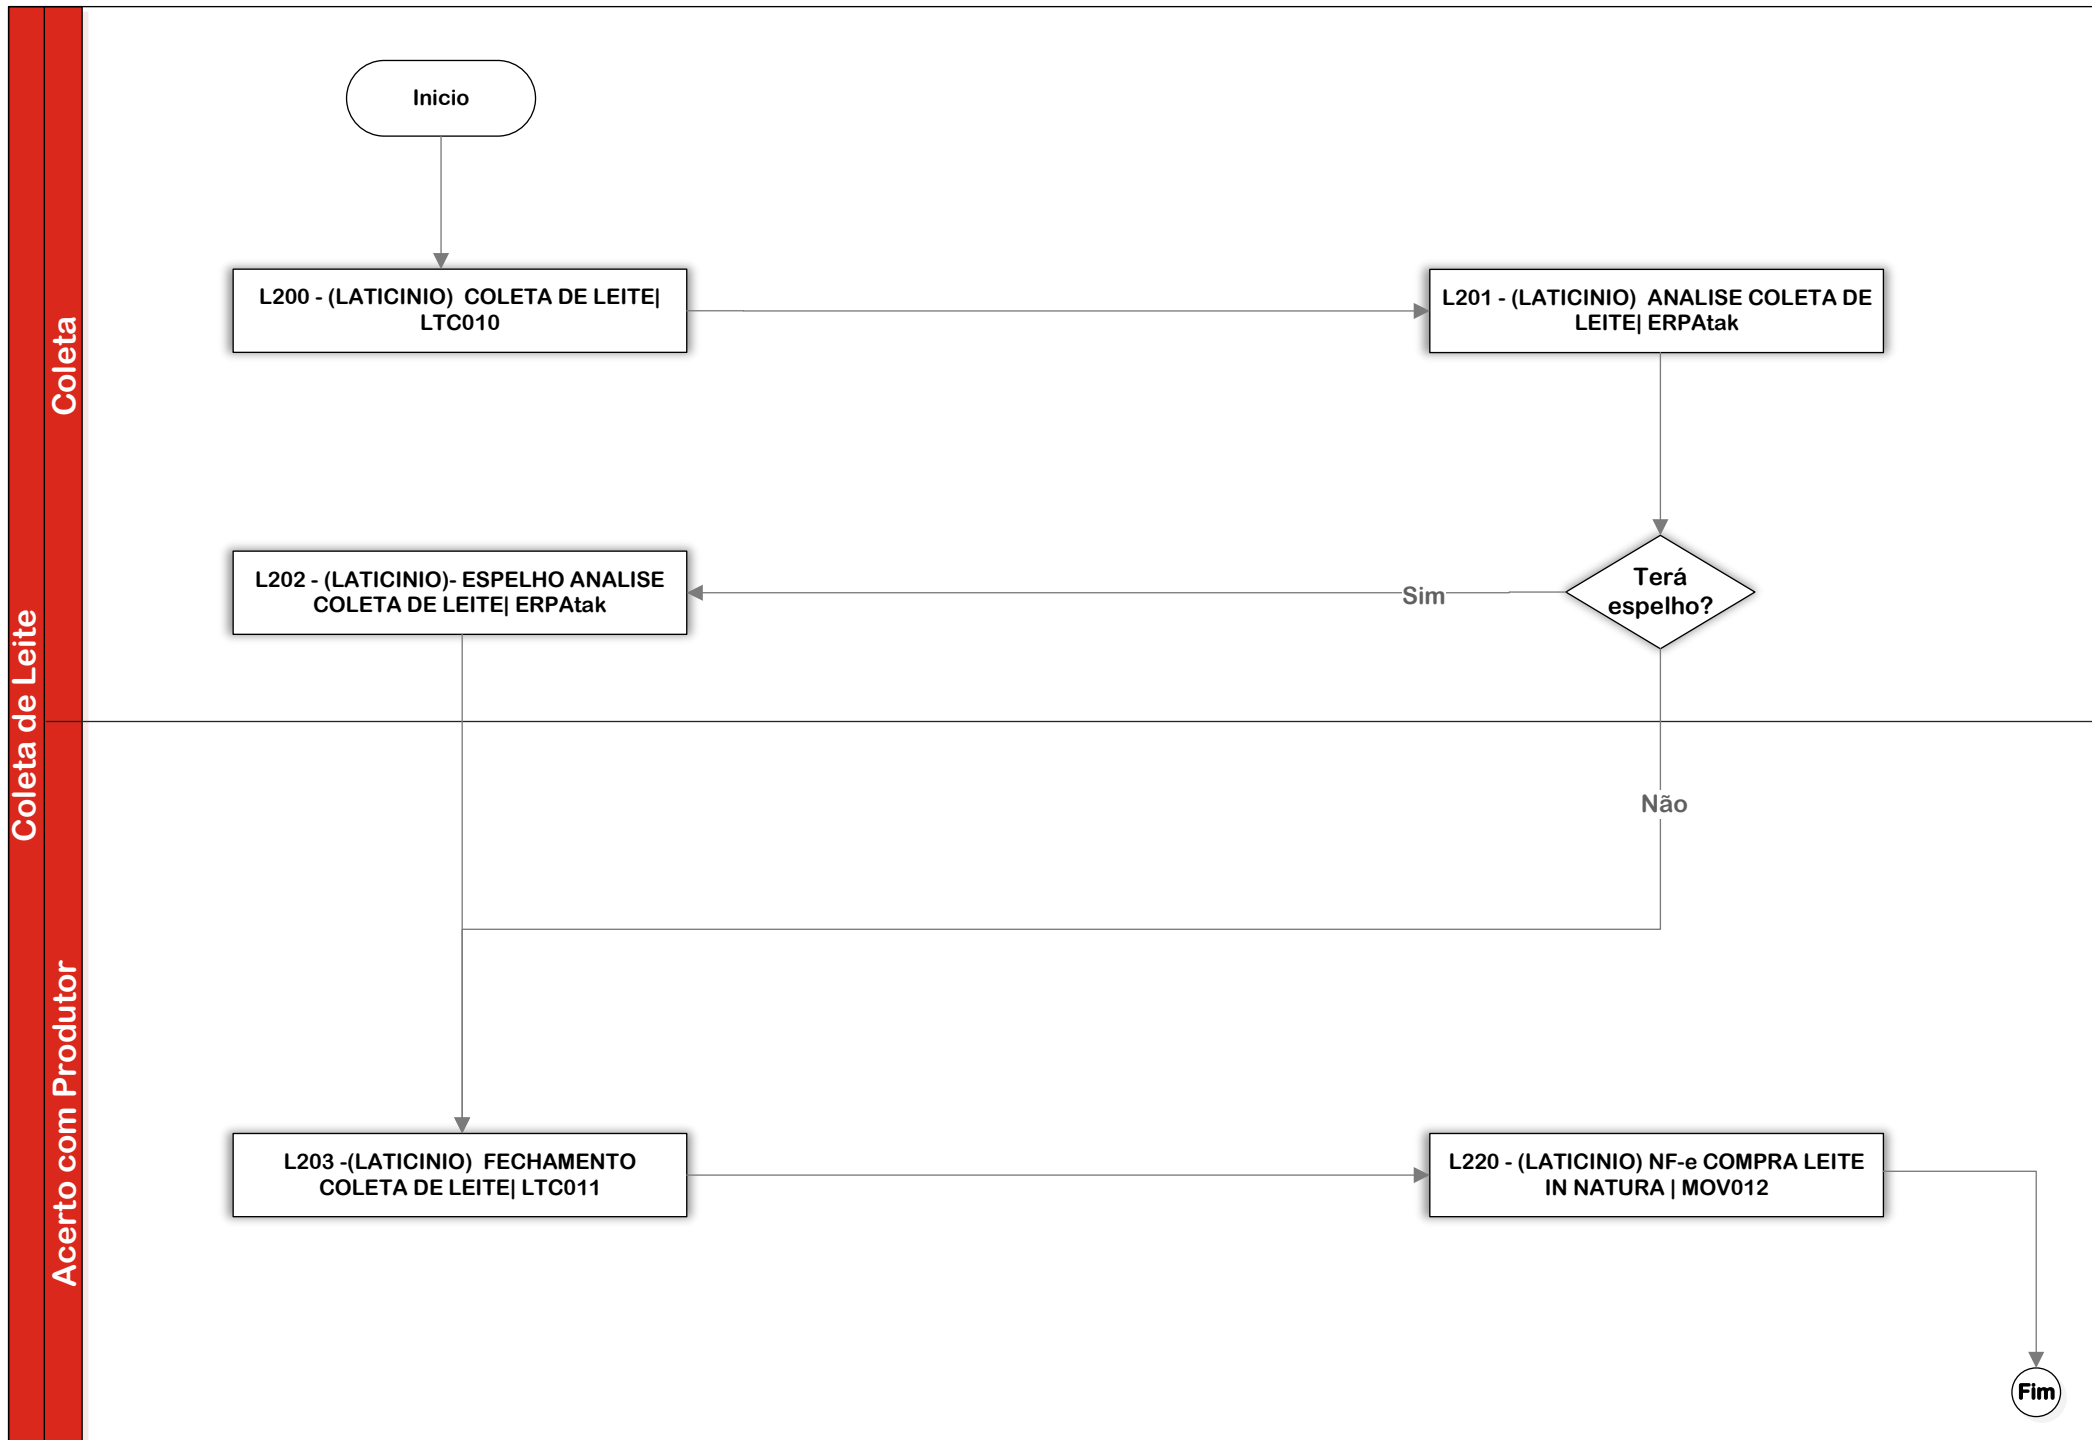 Coleta de Leite
Coleta
Inicio
L200 - (LATICINIO)  COLETA DE LEITE|
LTC010
L201 - (LATICINIO)  ANALISE COLETA DE
LEITE| ERPAtak
Terá
espelho?
Sim
L202 - (LATICINIO)- ESPELHO ANALISE
COLETA DE LEITE| ERPAtak
Não
Acerto com Produtor
L203 -(LATICINIO)  FECHAMENTO
COLETA DE LEITE| LTC011
L220 - (LATICINIO) NF-e COMPRA LEITE
IN NATURA | MOV012
Fim